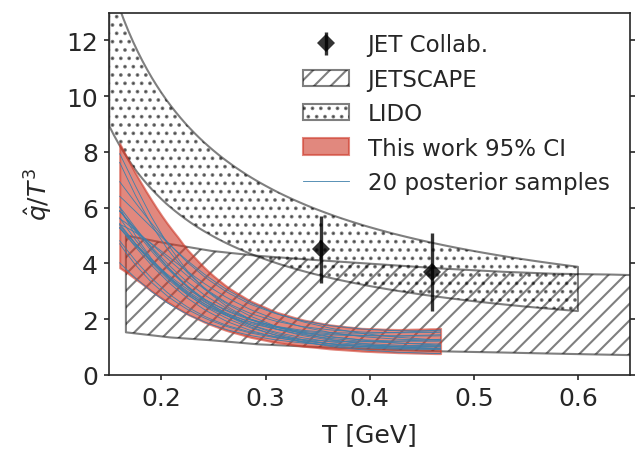 12
10
8
6
4
2
0
q̂/T³
JET Collab.
JETSCAPE
LIDO
This work 95% CI
20 posterior samples
0.2 0.3 0.4 0.5 0.6
T [GeV]